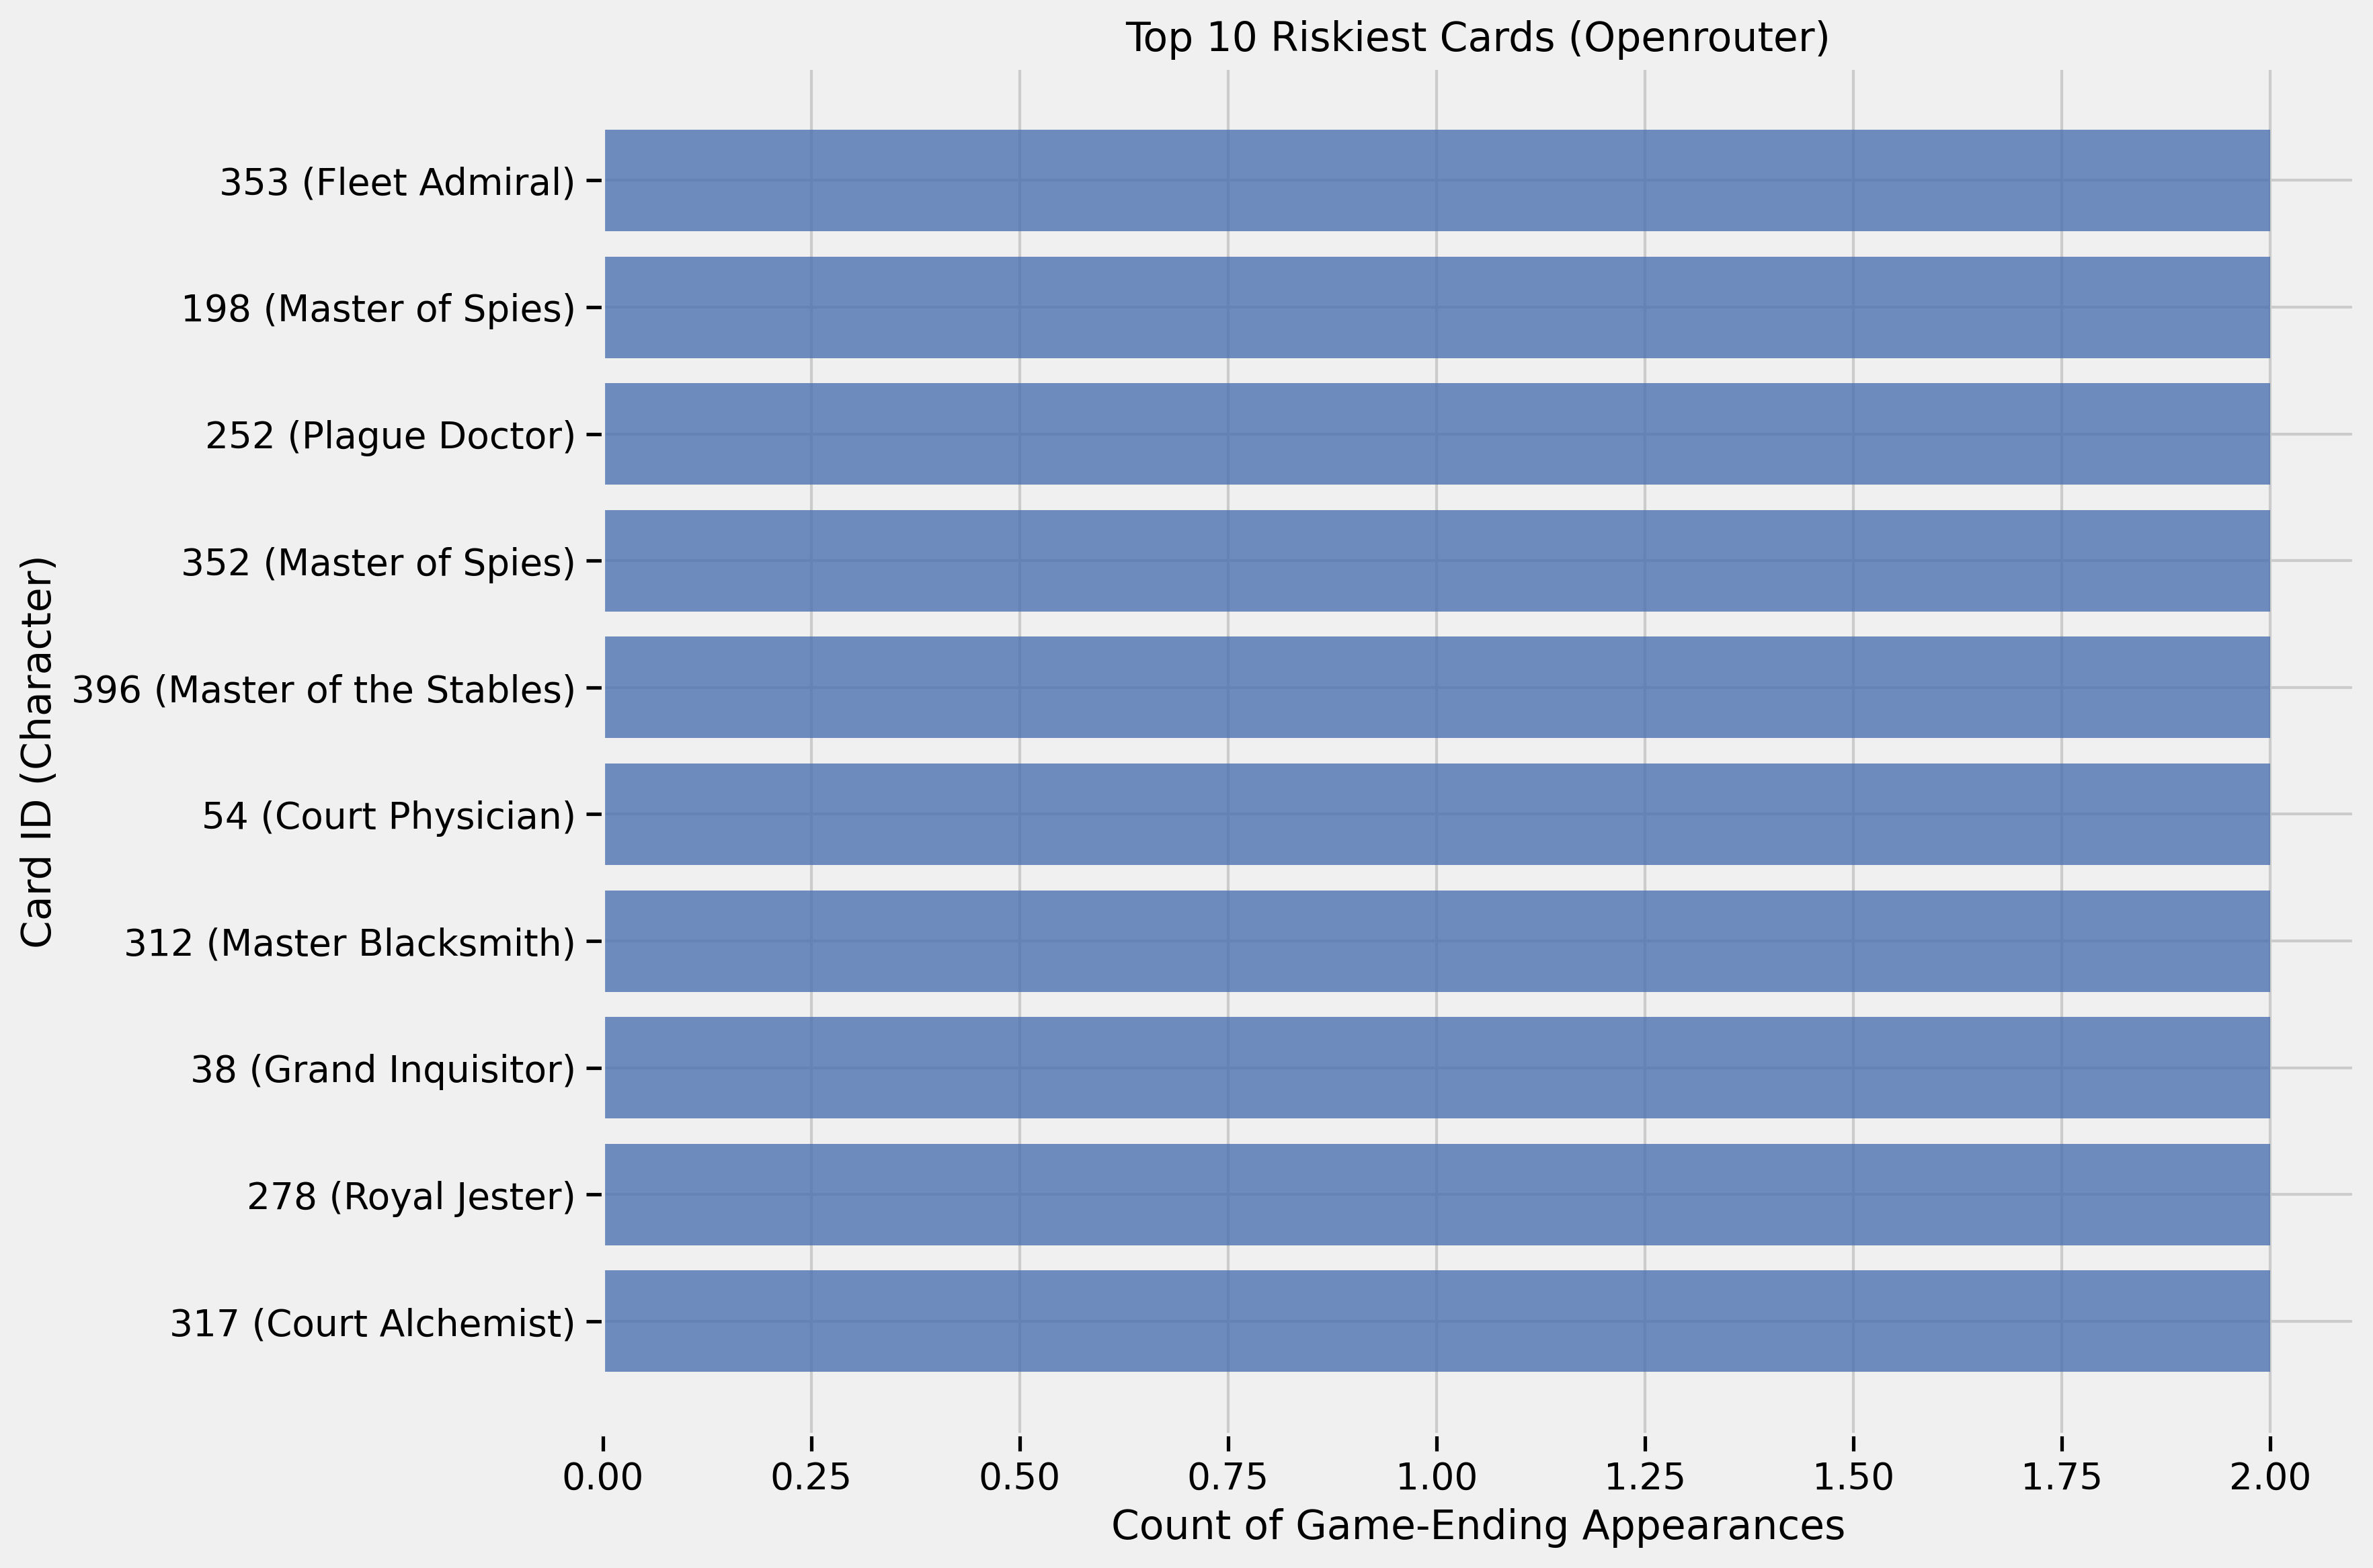 Top 10 Riskiest Cards (Openrouter)
353 (Fleet Admiral)
198 (Master of Spies)
252 (Plague Doctor)
352 (Master of Spies)
396 (Master of the Stables)
54 (Court Physician)
312 (Master Blacksmith)
38 (Grand Inquisitor)
278 (Royal Jester)
317 (Court Alchemist)
Card ID (Character)
0.00 0.25 0.50 0.75 1.00 1.25 1.50 1.75 2.00
Count of Game-Ending Appearances